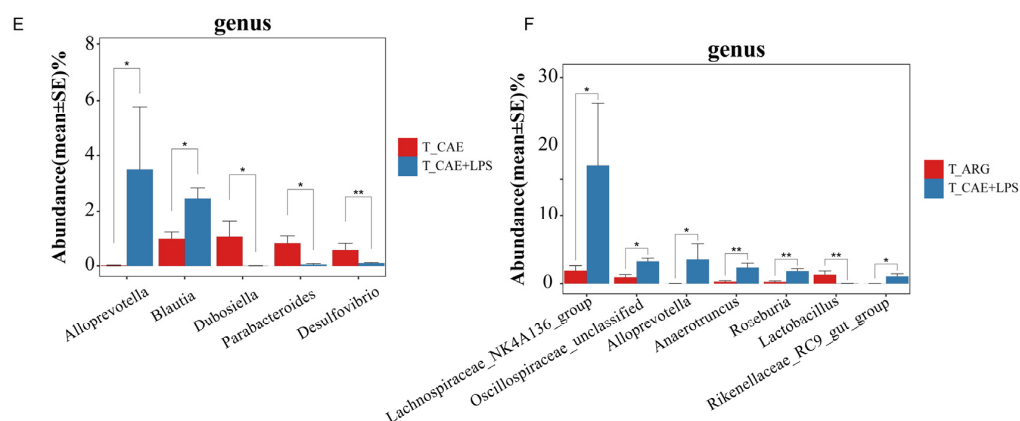 E
genus
Abundance(mean±SE)%
8
6
4
2
0
*
*
*
*
**
Alloprevotella
Blautia
Dubosiella
Parabacteroides
Desulfovibrio
T_CAE
T_CAE+LPS
F
genus
Abundance(mean±SE)%
30
20
10
0
*
*
*
**
**
**
*
Lachnospiraceae_NK4A136_group
Oscillospiraceae_unclassified
Alloprevotella
Anaerotruncus
Roseburia
Lactobacillus
Rikenellaceae_RC9_gut_group
T_ARG
T_CAE+LPS